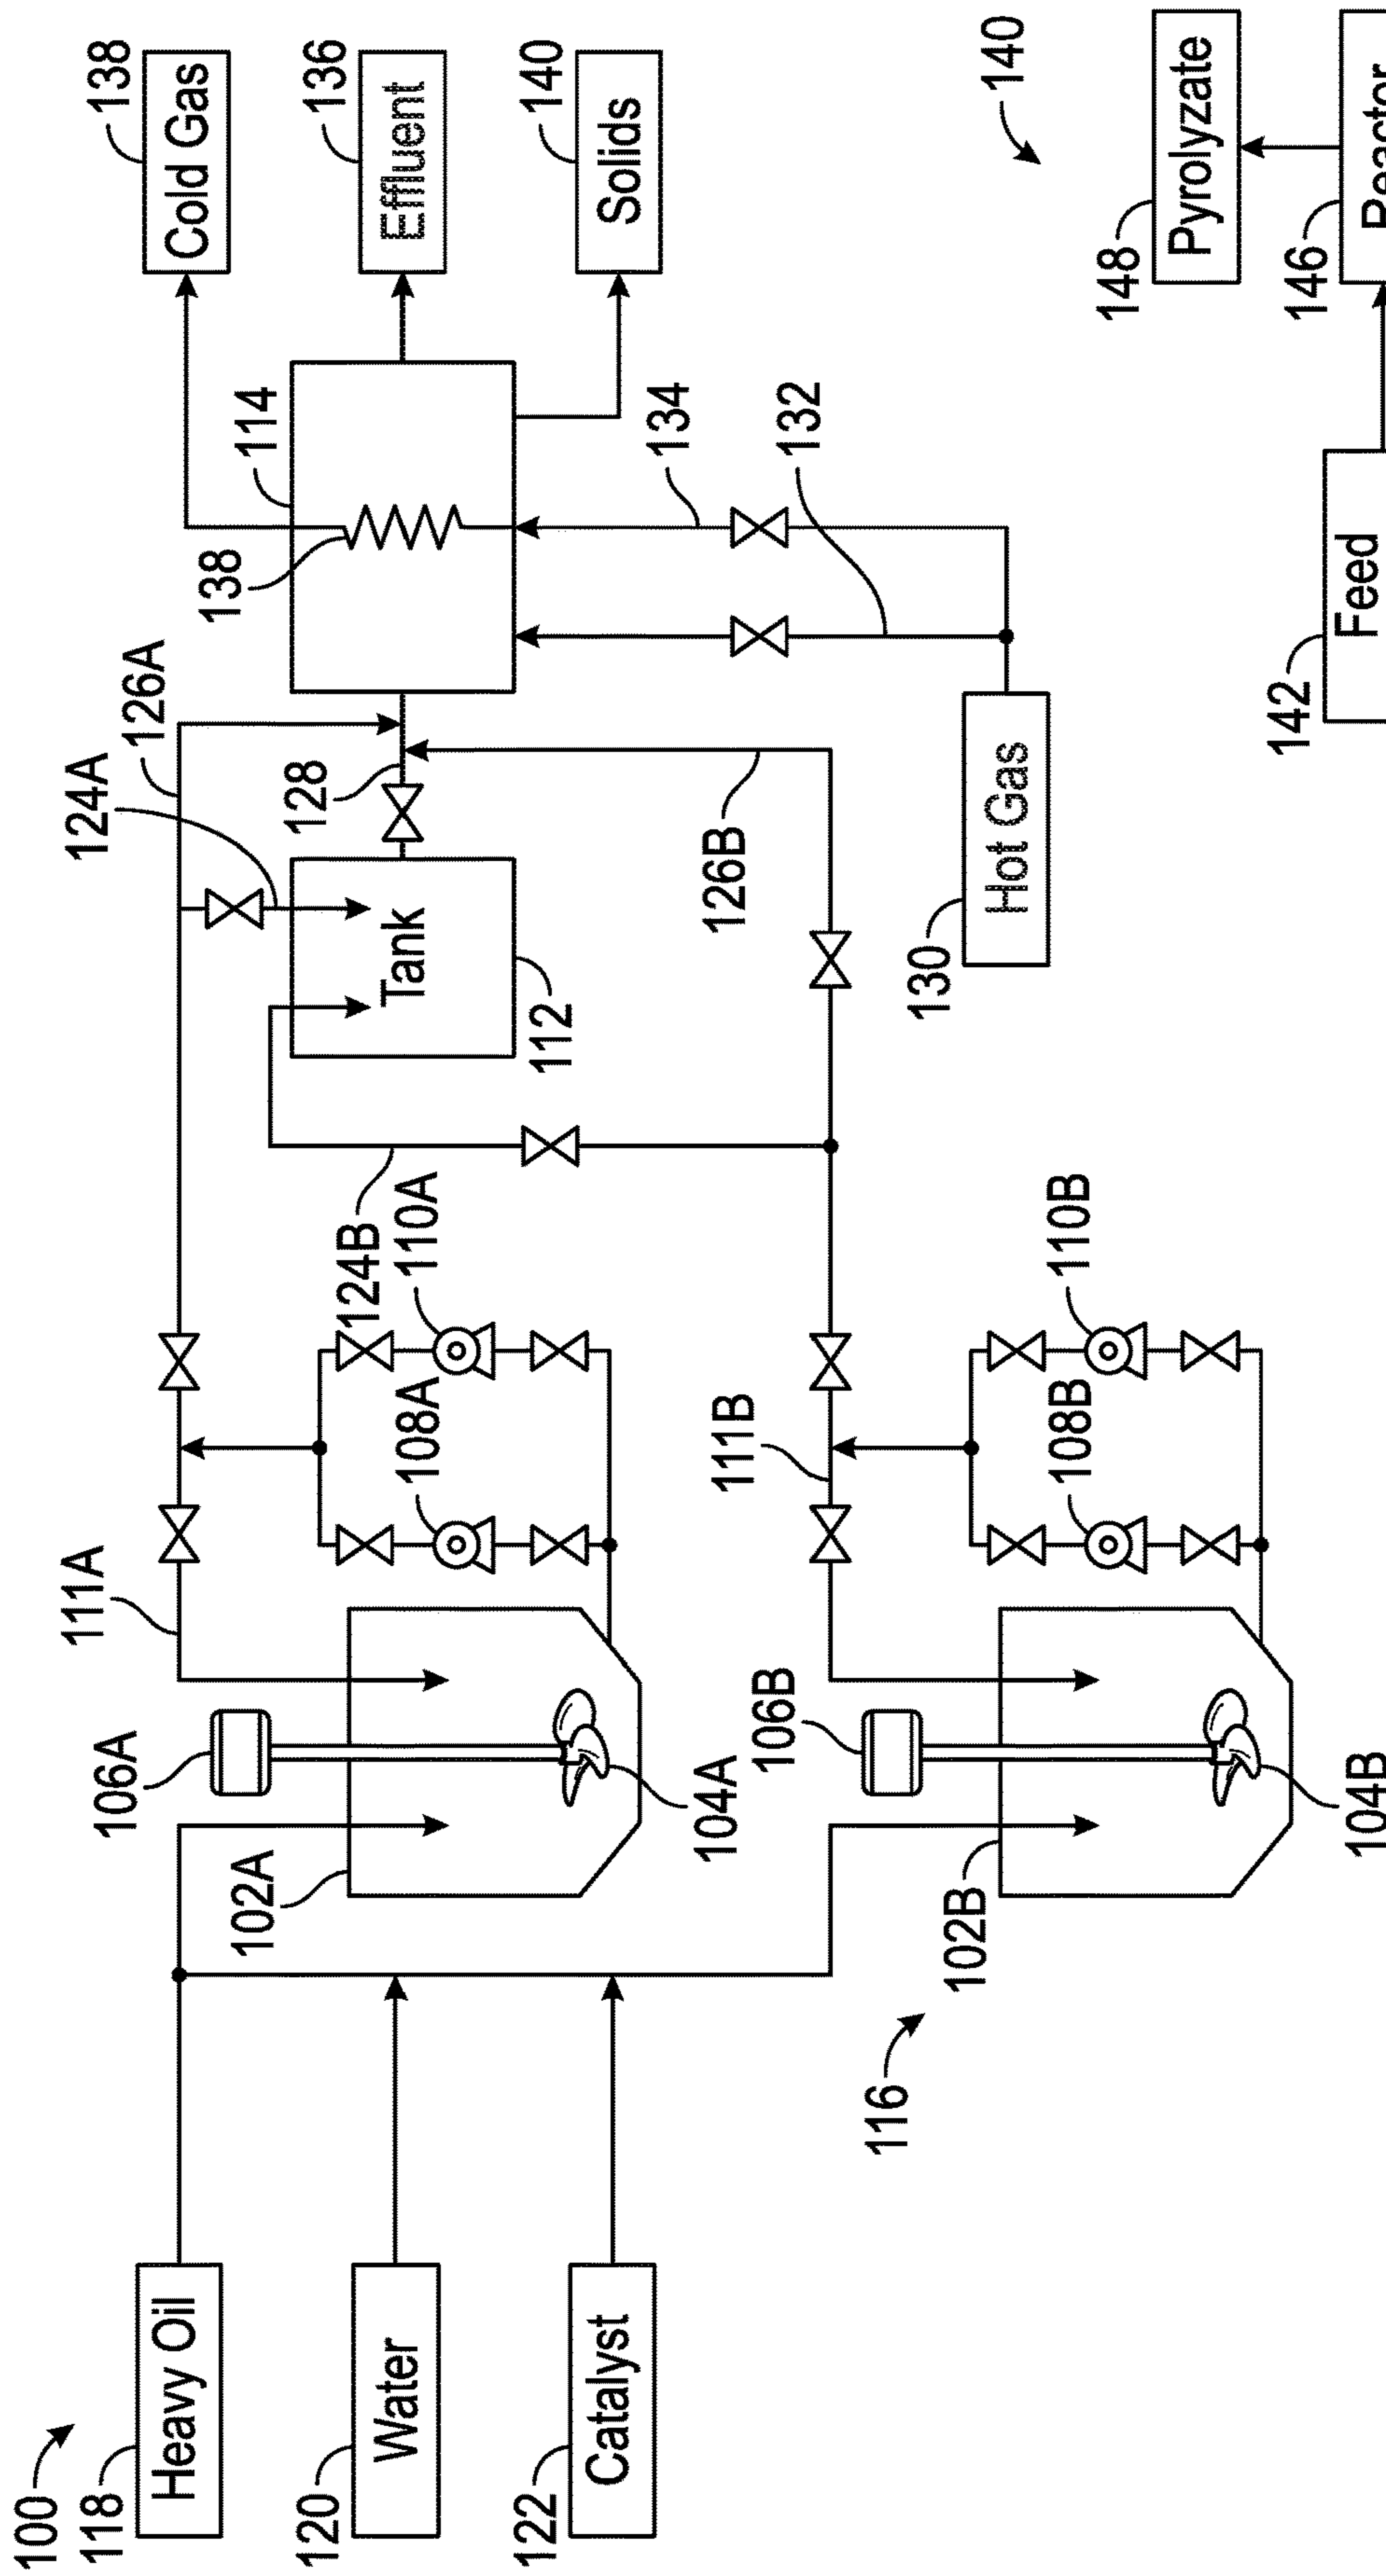 100
118
Heavy Oil
120
Water
122
Catalyst
116
102A
106A
104A
111A
108A
110A
124B
102B
106B
104B
111B
108B
110B
112
Tank
124A
126A
128
126B
130
Hot Gas
132
134
114
138
138
Cold Gas
136
Effluent
140
Solids
140
142
Feed
146
Reactor
148
Pyrolyzate